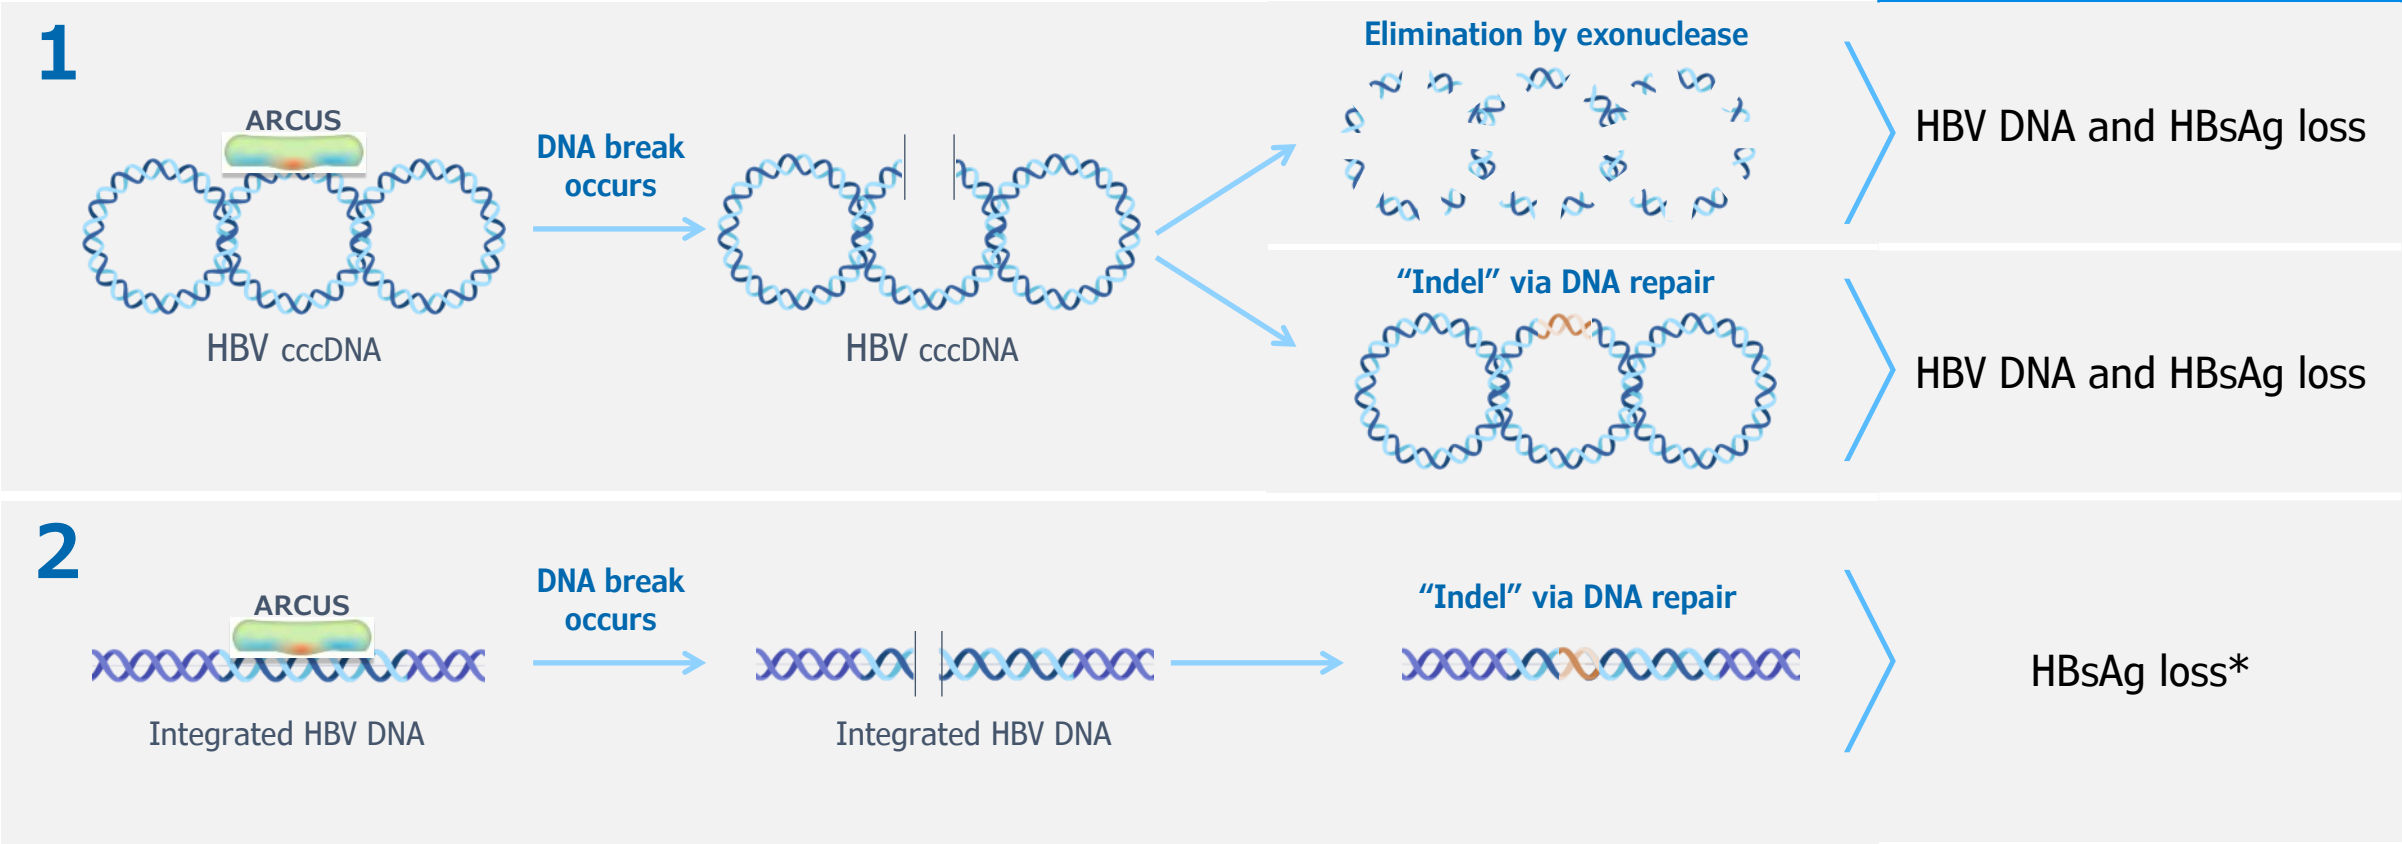 1
ARCUS
HBV cccDNA
DNA break
occurs
HBV cccDNA
Elimination by exonuclease
HBV DNA and HBsAg loss
“Indel” via DNA repair
HBV DNA and HBsAg loss
2
ARCUS
Integrated HBV DNA
DNA break
occurs
Integrated HBV DNA
“Indel” via DNA repair
HBsAg loss*